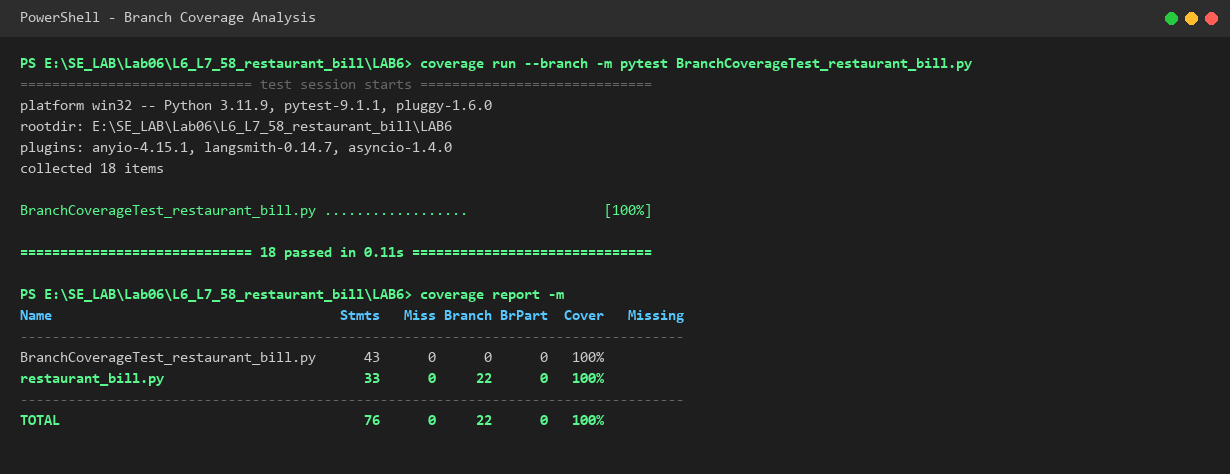 PowerShell - Branch Coverage Analysis
PS E:\SE_LAB\Lab06\L6_L7_58_restaurant_bill\LAB6> coverage run --branch -m pytest BranchCoverageTest_restaurant_bill.py
============================= test session starts =============================
platform win32 -- Python 3.11.9, pytest-9.1.1, pluggy-1.6.0
rootdir: E:\SE_LAB\Lab06\L6_L7_58_restaurant_bill\LAB6
plugins: anyio-4.15.1, langsmith-0.14.7, asyncio-1.4.0
collected 18 items
BranchCoverageTest_restaurant_bill.py ..................                 [100%]
============================= 18 passed in 0.11s ==============================
PS E:\SE_LAB\Lab06\L6_L7_58_restaurant_bill\LAB6> coverage report -m
Name                                    Stmts   Miss Branch BrPart  Cover   Missing
-----------------------------------------------------------------------------------
BranchCoverageTest_restaurant_bill.py      43      0      0      0   100%
restaurant_bill.py                         33      0     22      0   100%
-----------------------------------------------------------------------------------
TOTAL                                      76      0     22      0   100%